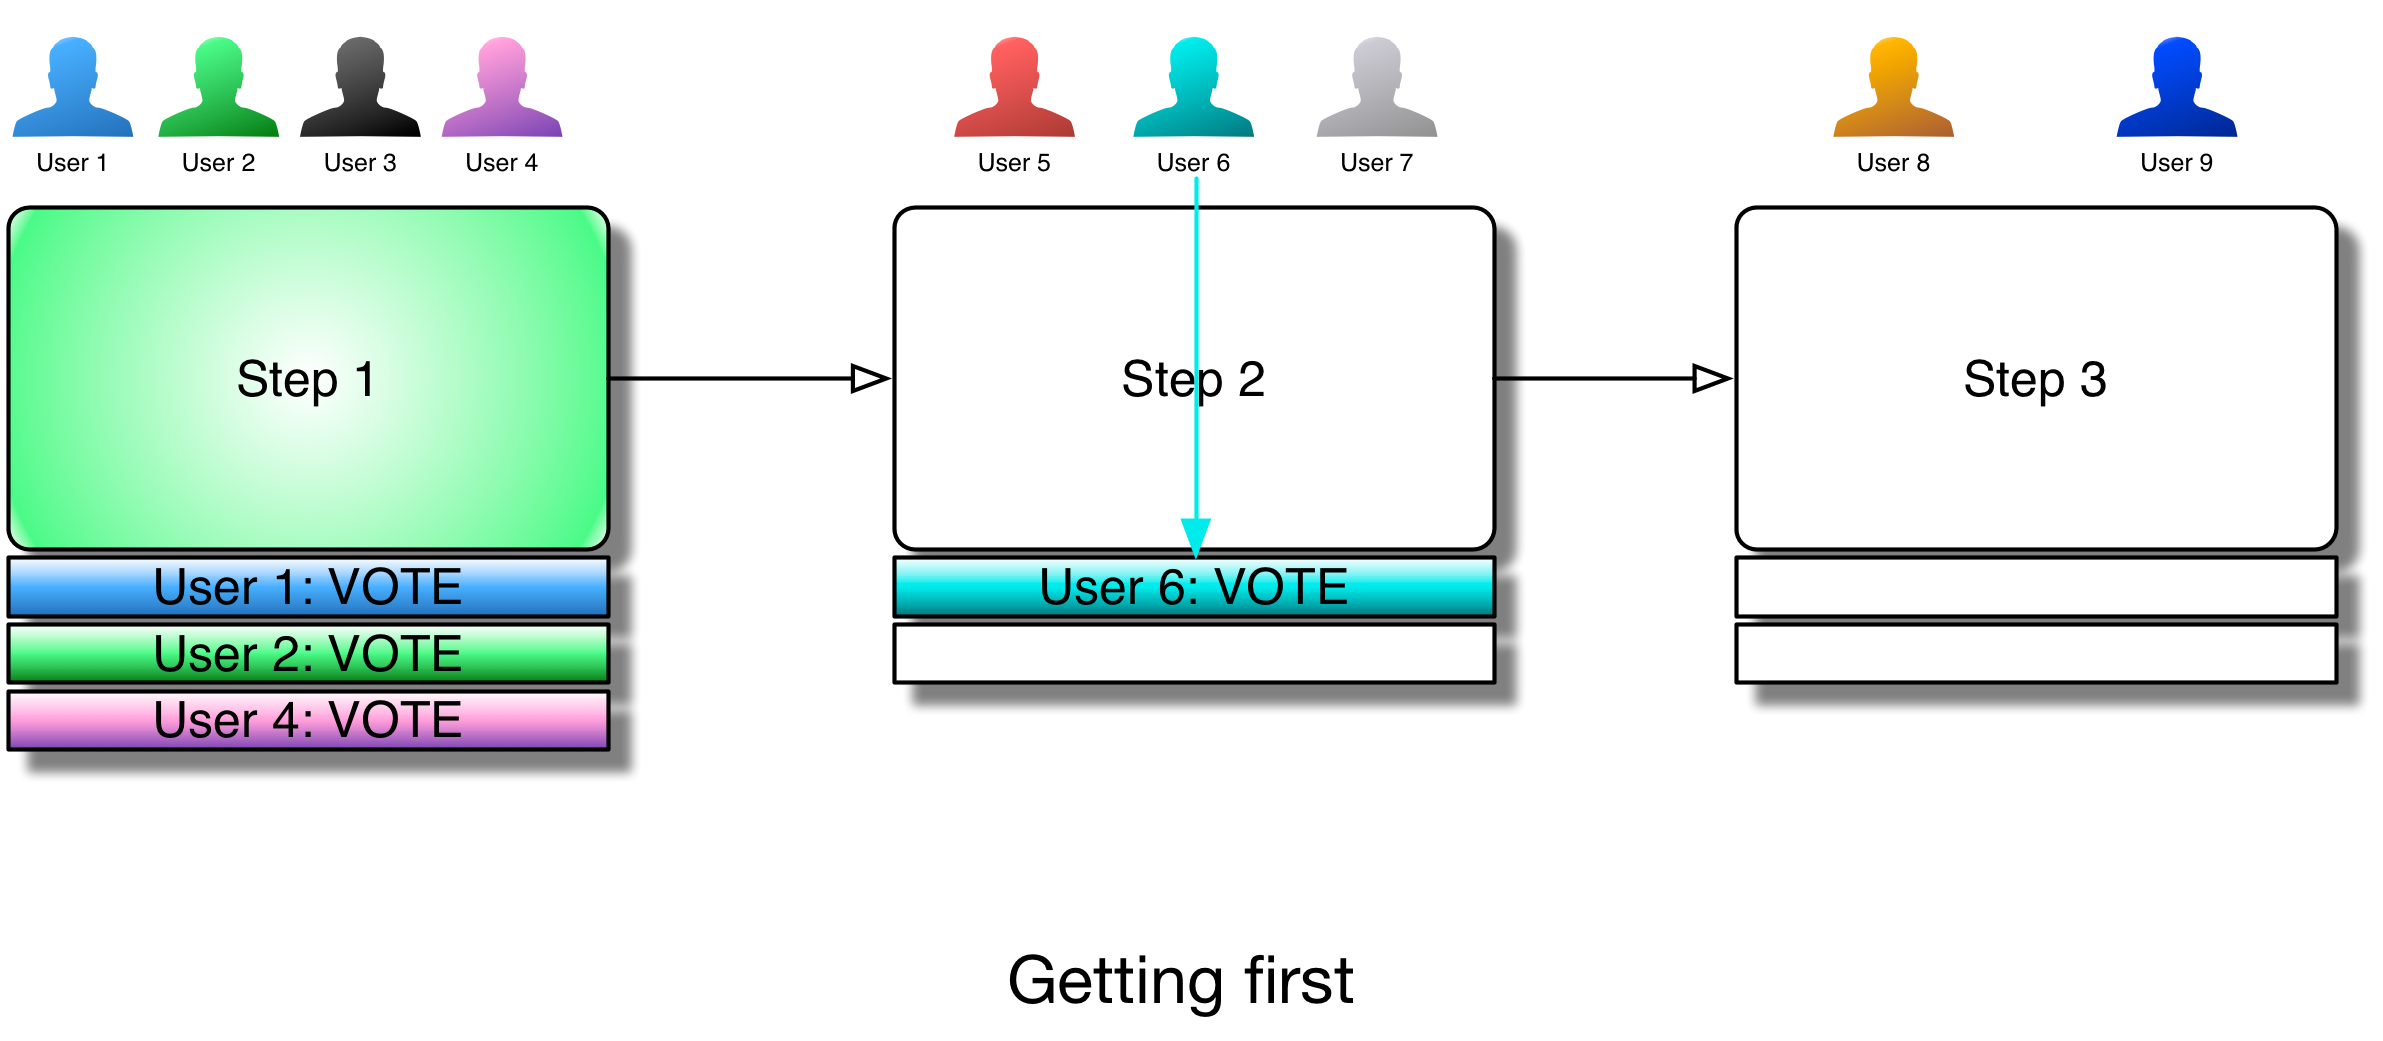 User 1
User 2
User 3
User 4
User 5
User 6
User 7
User 8
User 9
Step 1
Step 2
Step 3
User 1: VOTE
User 2: VOTE
User 4: VOTE
User 6: VOTE
Getting first